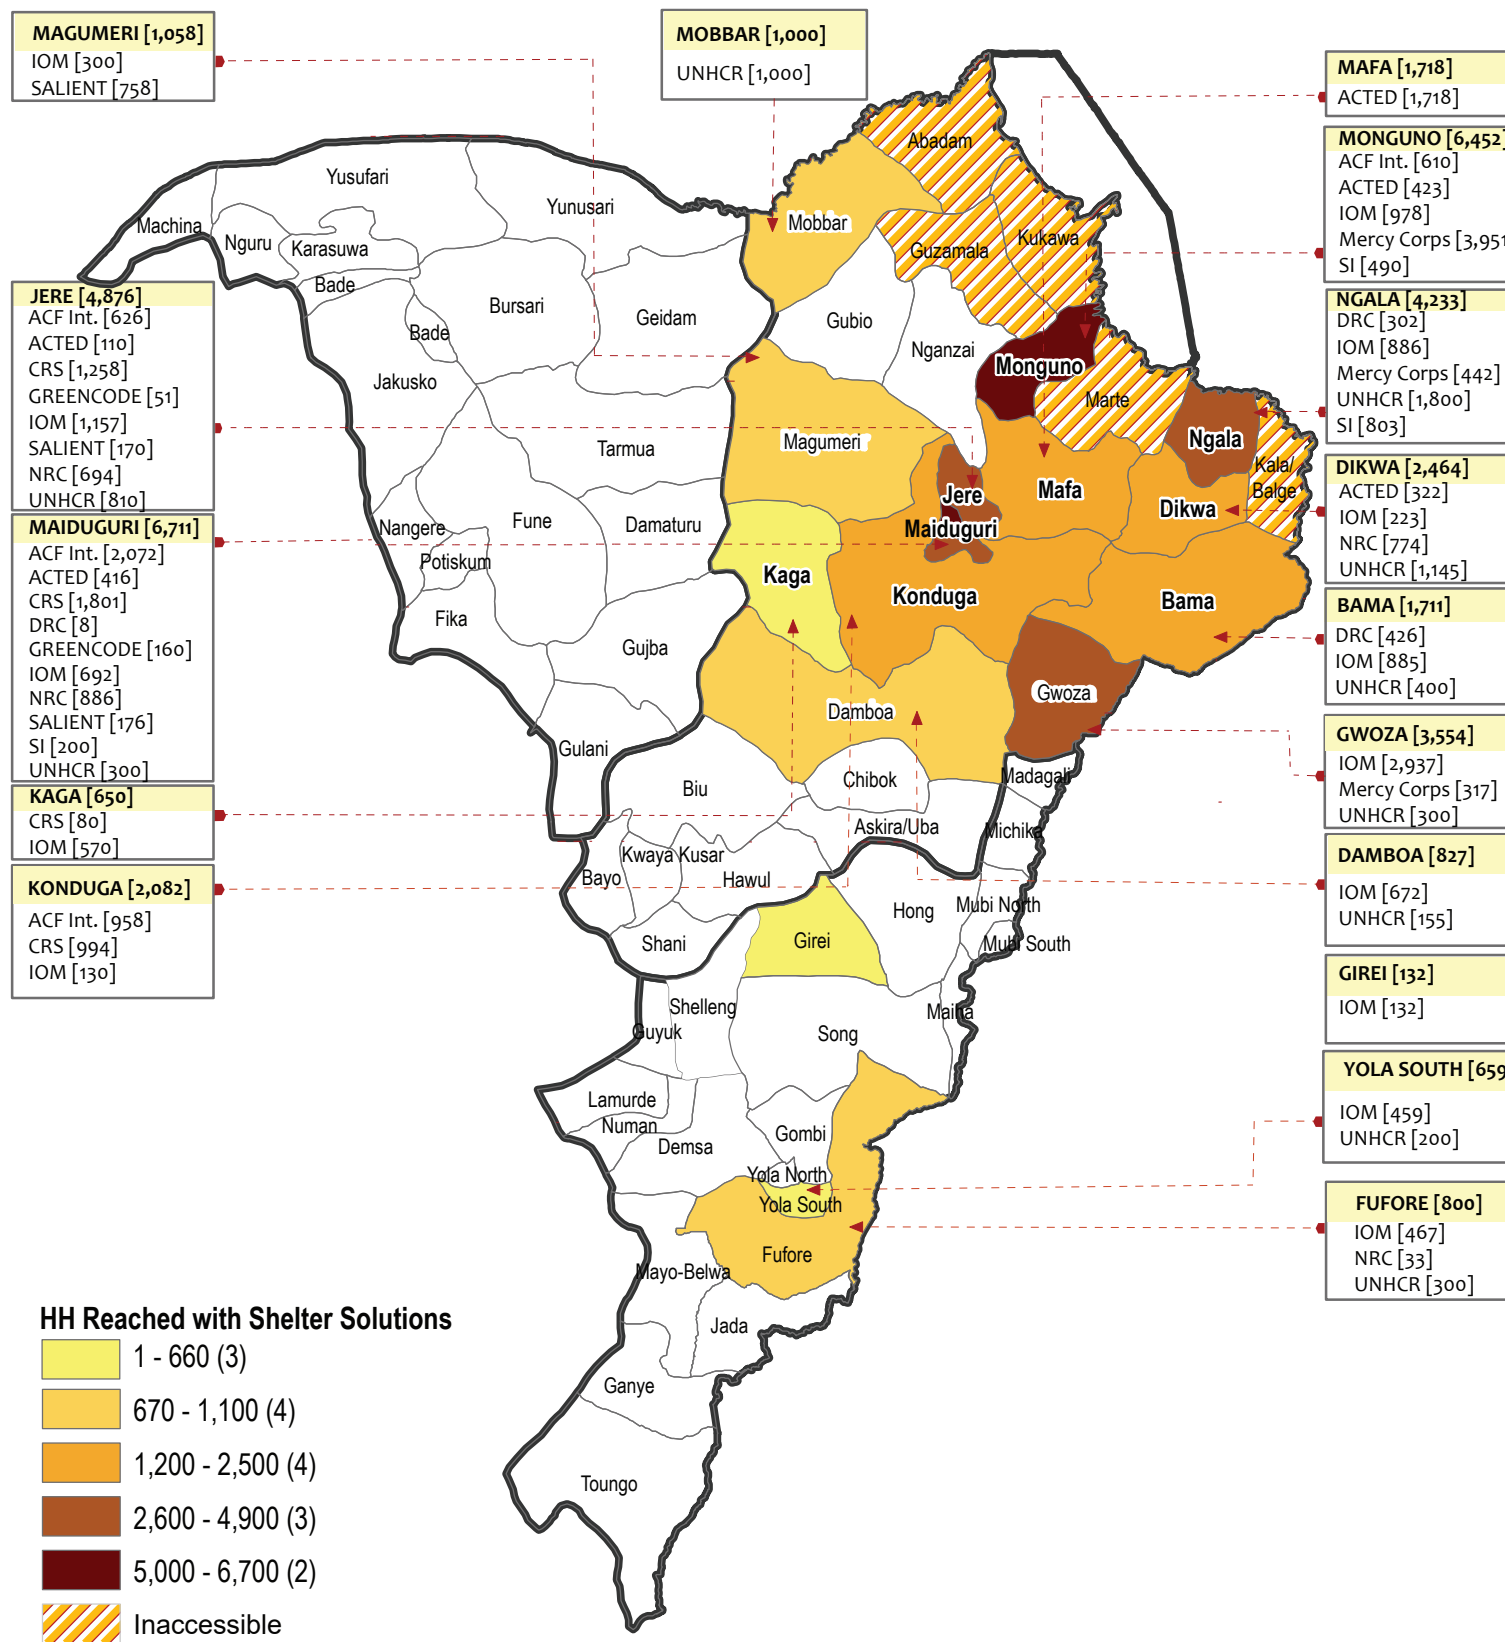 MAGUMERI [1,058]
IOM [300]
SALIENT [758]
MOBBAR [1,000]
UNHCR [1,000]
MAFA [1,718]
ACTED [1,718]
MONGUNO [6,452]
ACF Int. [610]
ACTED [423]
IOM [978]
Mercy Corps [3,951
SI [490]
NGALA [4,233]
DRC [302]
IOM [886]
Mercy Corps [442]
UNHCR [1,800]
SI [803]
DIKWA [2,464]
ACTED [322]
IOM [223]
NRC [774]
UNHCR [1,145]
BAMA [1,711]
DRC [426]
IOM [885]
UNHCR [400]
GWOZA [3,554]
IOM [2,937]
Mercy Corps [317]
UNHCR [300]
DAMBOA [827]
IOM [672]
UNHCR [155]
GIREI [132]
IOM [132]
YOLA SOUTH [659
IOM [459]
UNHCR [200]
FUFORE [800]
IOM [467]
NRC [33]
UNHCR [300]
JERE [4,876]
ACF Int. [626]
ACTED [110]
CRS [1,258]
GREENCODE [51]
IOM [1,157]
SALIENT [170]
NRC [694]
UNHCR [810]
MAIDUGURI [6,711]
ACF Int. [2,072]
ACTED [416]
CRS [1,801]
DRC [8]
GREENCODE [160]
IOM [692]
NRC [886]
SALIENT [176]
SI [200]
UNHCR [300]
KAGA [650]
CRS [80]
IOM [570]
KONDUGA [2,082]
ACF Int. [958]
CRS [994]
IOM [130]
Abadam
Yusufari
Yunusari
Machina
Nguru
Karasuwa
Mobbar
Kukawa
Guzamala
Bade
Bursari
Geidam
Gubio
Bade
Nganzai
Monguno
Jakusko
Marte
Magumeri
Ngala
Tarmua
Kala/
Balge
Jere
Mafa
Dikwa
Nangere
Fune
Damaturu
Maiduguri
Potiskum
Kaga
Konduga
Bama
Fika
Gujba
Gwoza
Damboa
Gulani
Biu
Chibok
Madagali
Askira/Uba
Michika
Kwaya Kusar
Bayo
Hawul
Hong
Mubi North
Shani
Girei
Mubi South
Shelleng
Guyuk
Song
Maiha
Lamurde
Numan
Demsa
Gombi
Yola North
Yola South
Fufore
Mayo-Belwa
Jada
Ganye
Toungo
HH Reached with Shelter Solutions
1 - 660 (3)
670 - 1,100 (4)
1,200 - 2,500 (4)
2,600 - 4,900 (3)
5,000 - 6,700 (2)
Inaccessible